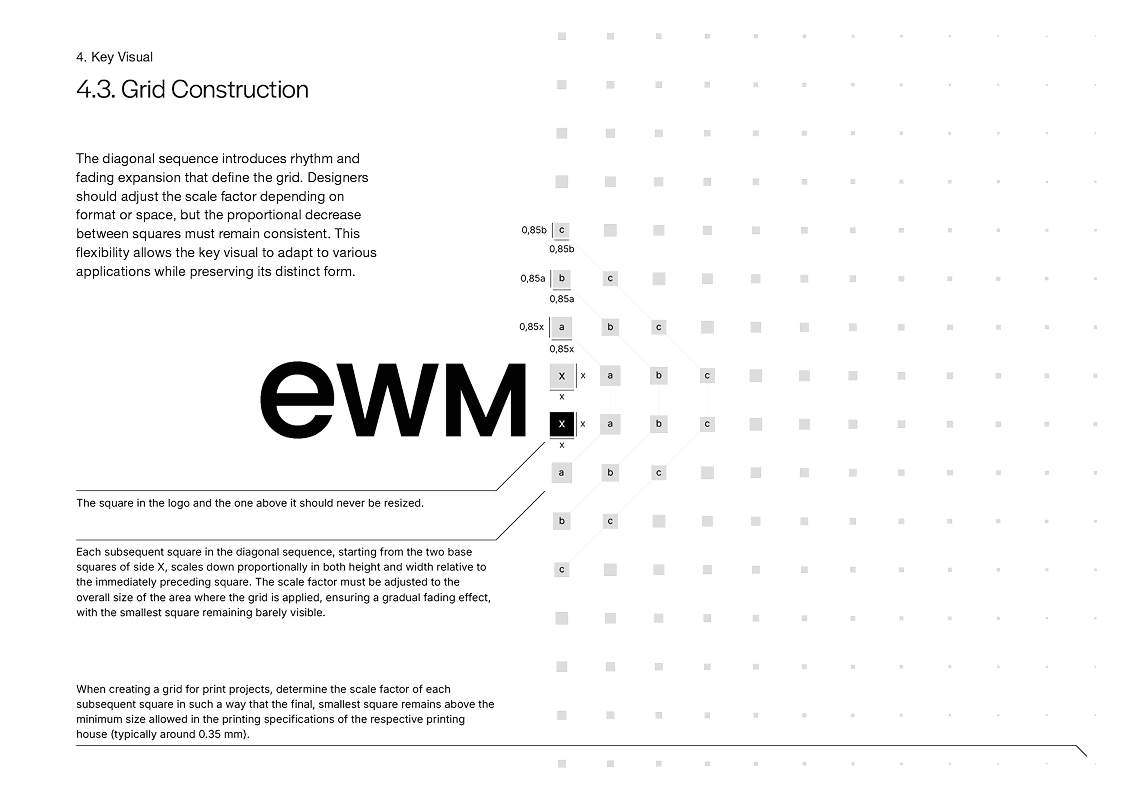 4. Key Visual
4.3. Grid Construction
The diagonal sequence introduces rhythm and
fading expansion that define the grid. Designers
should adjust the scale factor depending on
format or space, but the proportional decrease
between squares must remain consistent. This
flexibility allows the key visual to adapt to various
applications while preserving its distinct form.
0,85b c
0,85b
0,85a b c
0,85a
0,85x a b c
0,85x
ewm
x x a b c
x
x x a b c
x
a b c
b c
c
The square in the logo and the one above it should never be resized.
Each subsequent square in the diagonal sequence, starting from the two base
squares of side X, scales down proportionally in both height and width relative to
the immediately preceding square. The scale factor must be adjusted to the
overall size of the area where the grid is applied, ensuring a gradual fading effect,
with the smallest square remaining barely visible.
When creating a grid for print projects, determine the scale factor of each
subsequent square in such a way that the final, smallest square remains above the
minimum size allowed in the printing specifications of the respective printing
house (typically around 0.35 mm).